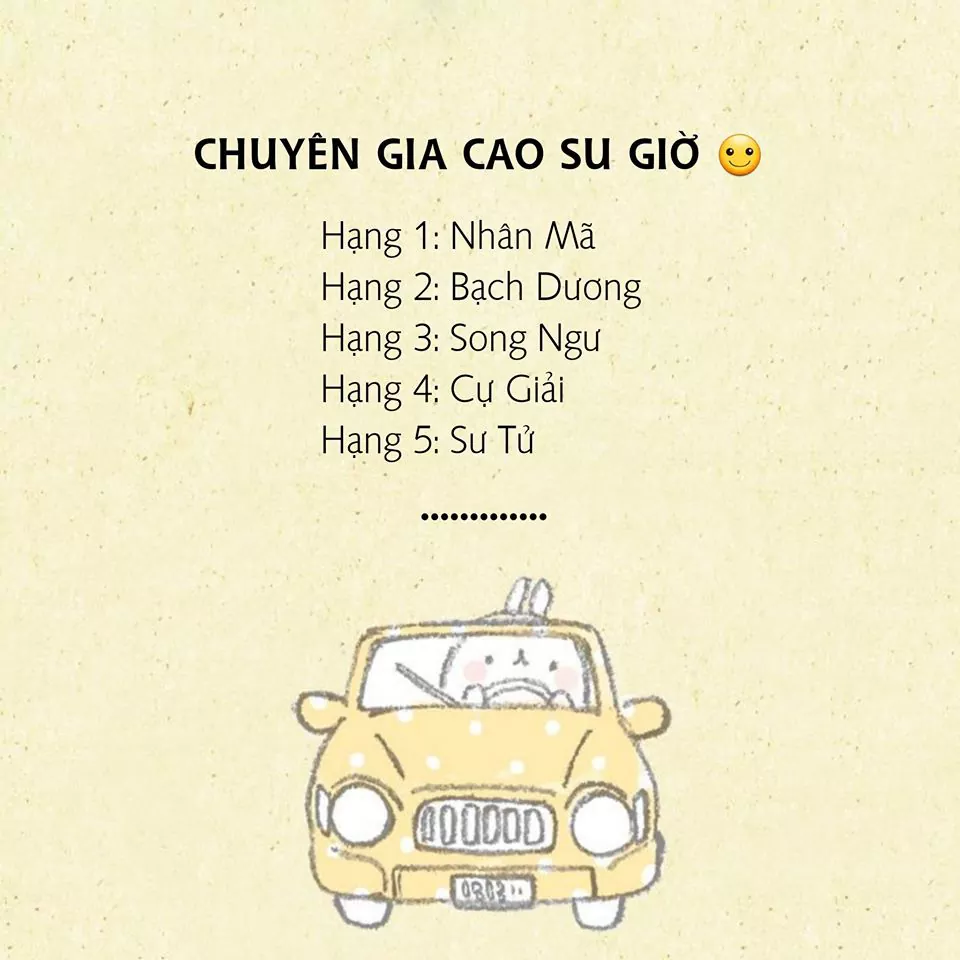 CHUYÊN GIA CAO SU GIỜ 🙂
Hạng 1: Nhân Mã
Hạng 2: Bạch Dương
Hạng 3: Song Ngư
Hạng 4: Cự Giải
Hạng 5: Sư Tử
.............